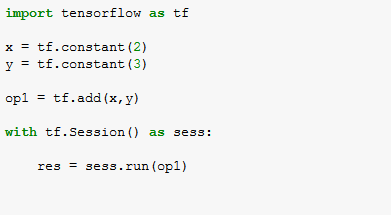 import tensorflow as tf
x = tf.constant(2)
y = tf.constant(3)
op1 = tf.add(x,y)
with tf.Session() as sess:
    res = sess.run(op1)